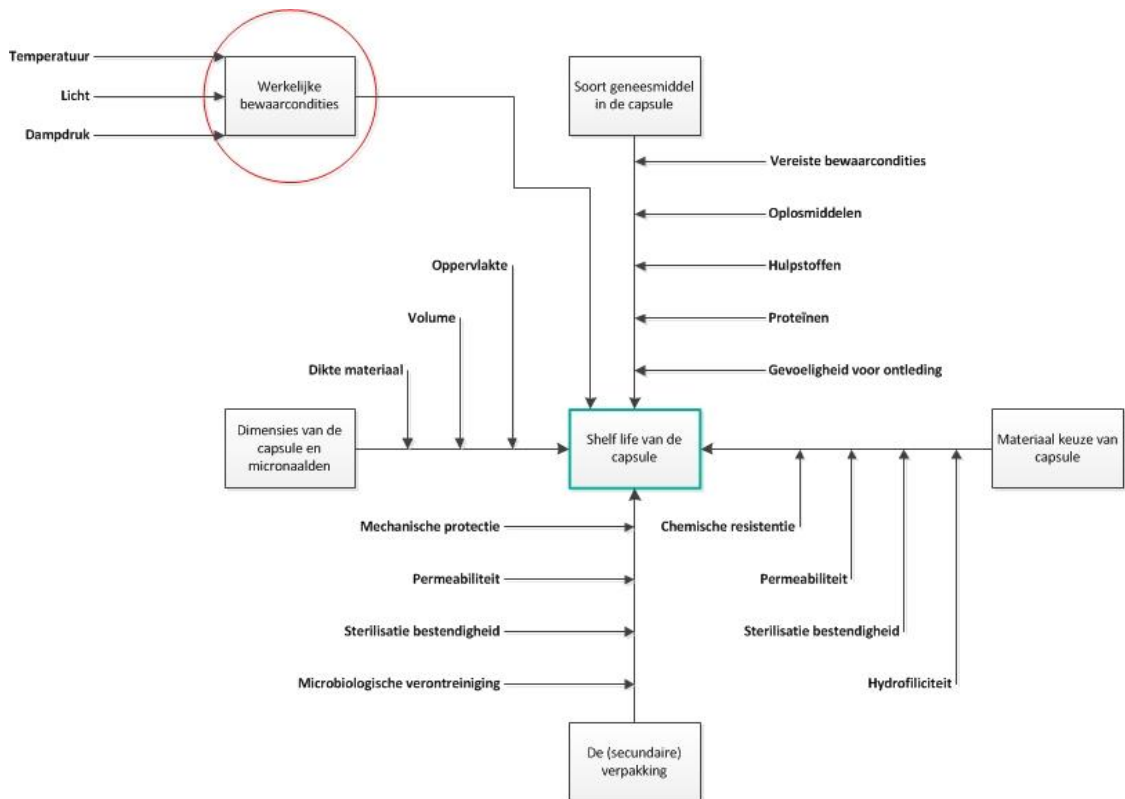 Temperatuur
Licht
Dampdruk
Werkelijke
bewaarcondities
Soort geneesmiddel
in de capsule
Vereiste bewaarcondities
Oplosmiddelen
Hulpstoffen
Proteïnen
Gevoeligheid voor ontleding
Oppervlakte
Volume
Dikte materiaal
Dimensies van de
capsule en
micronaalden
Shelf life van de
capsule
Materiaal keuze van
capsule
Mechanische protectie
Permeabiliteit
Sterilisatie bestendigheid
Microbiologische verontreiniging
Chemische resistentie
Permeabiliteit
Sterilisatie bestendigheid
Hydrofiliciteit
De (secundaire)
verpakking